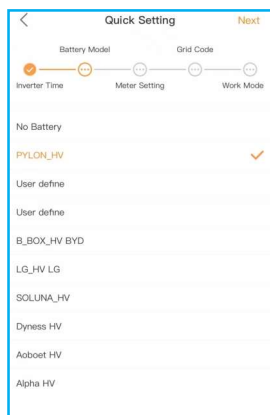 Quick Setting Next
Battery Model Grid Code
Inverter Time Meter Setting Work Mode
No Battery
PYLON_HV
User define
User define
B_BOX_HV BYD
LG_HV LG
SOLUNA_HV
Dyness HV
Aoboet HV
Alpha HV